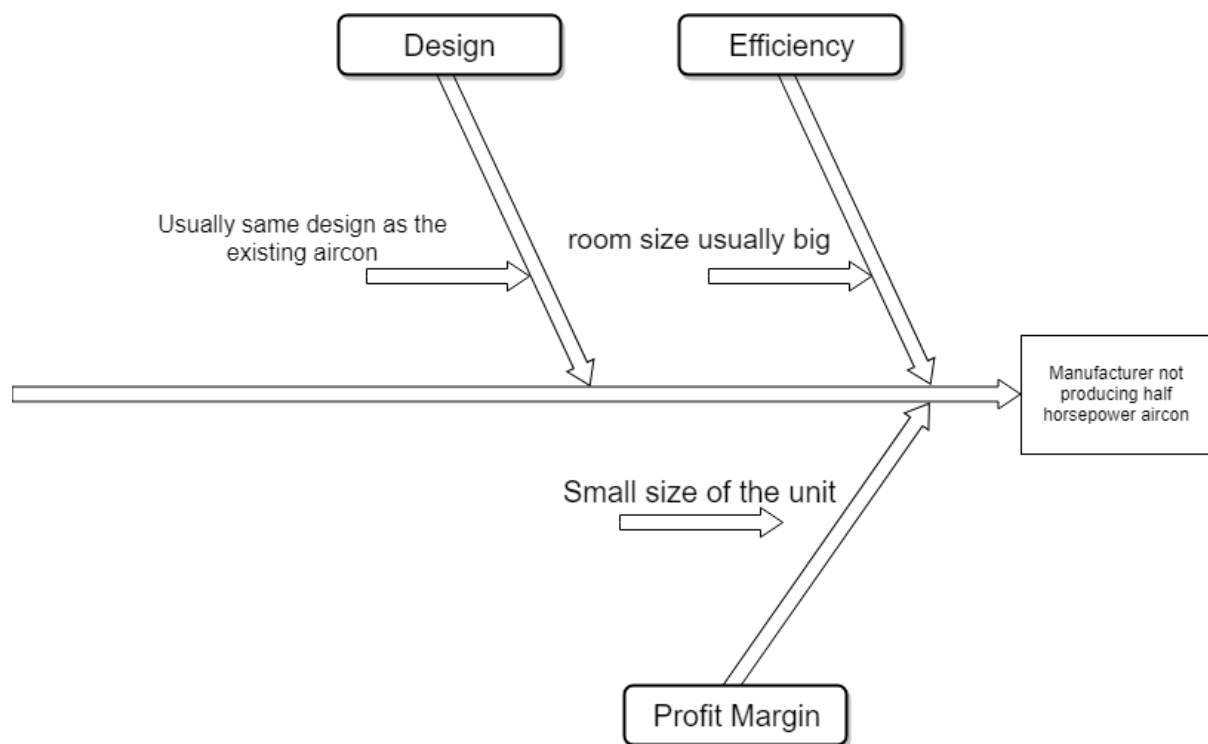 Design
Efficiency
Usually same design as the
existing aircon
room size usually big
Manufacturer not
producing half
horsepower aircon
Small size of the unit
Profit Margin